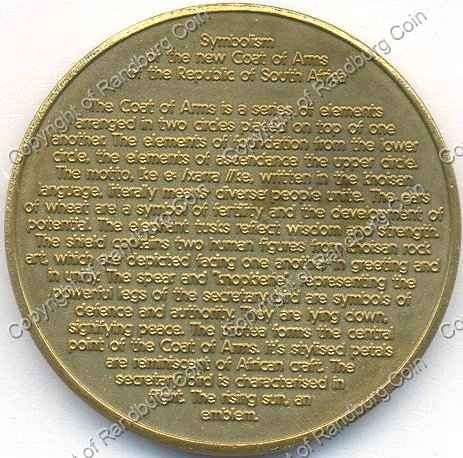 Symbolism
of the new Coat of Arms
of the Republic of South Africa
The Coat of Arms is a series of elements
arranged in two circles placed on top of one
another. The elements of foundation from the lower
circle, the elements of ascendance the upper circle.
The motto, !ke e: /xarra //ke, written in the Khoisan
language, literally means diverse people unite. The ears
of wheat are a symbol of fertility and the development of
potential. The elephant tusks reflect wisdom and strength.
The shield contains two human figures from Khoisan rock
art, which are depicted facing one another in greeting and
in unity. The spear and "knopkierie", representing the
powerful legs of the secretary bird are symbols of
defence and authority. They are lying down,
signifying peace. The protea forms the central
point of the Coat of Arms. It's stylised petals
are reminiscent of African craft. The
secretary bird is characterised in
flight. The rising sun, an
emblem.
Copyright of Randburg Coin